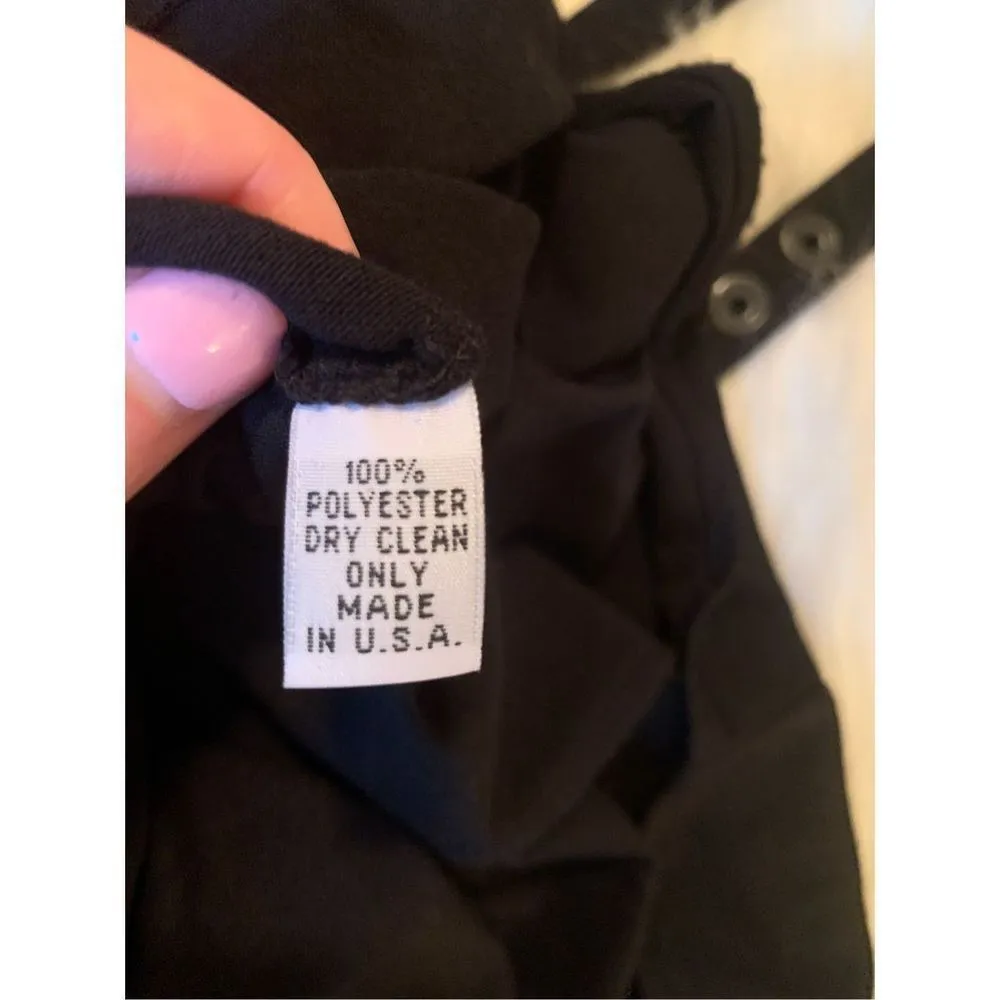 100%
POLYESTER
DRY CLEAN
ONLY
MADE
IN U.S.A.